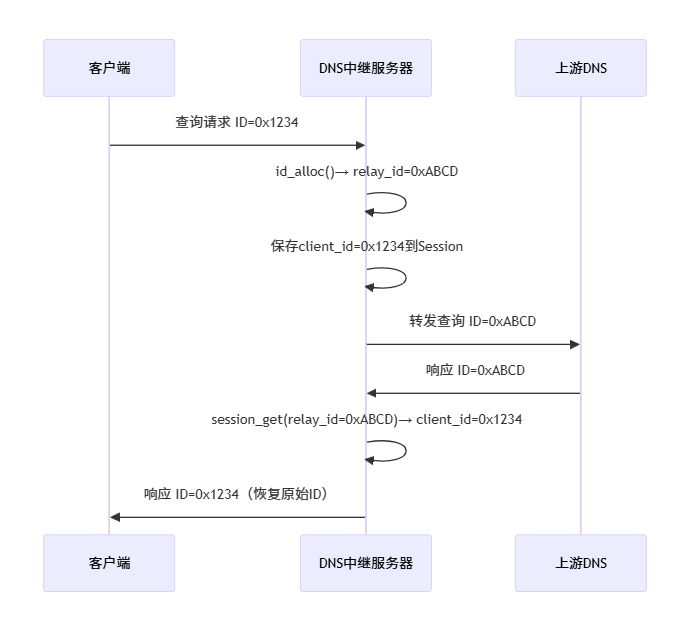 客户端
DNS中继服务器
上游DNS
查询请求 ID=0x1234
id_alloc()→ relay_id=0xABCD
保存client_id=0x1234到Session
转发查询 ID=0xABCD
响应 ID=0xABCD
session_get(relay_id=0xABCD)→ client_id=0x1234
响应 ID=0x1234（恢复原始ID）
客户端
DNS中继服务器
上游DNS